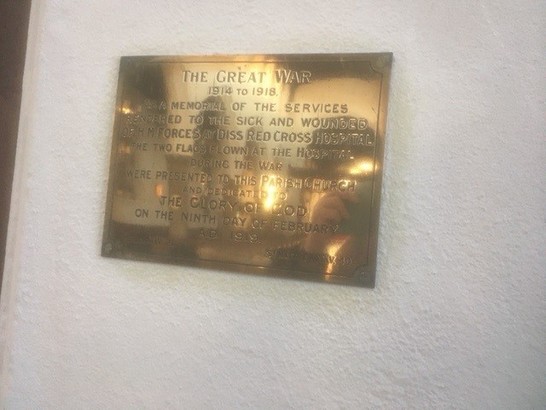 THE GREAT WAR
1914 TO 1918.
AS A MEMORIAL OF THE SERVICES
RENDERED TO THE SICK AND WOUNDED
OF H.M. FORCES AT DISS RED CROSS HOSPITAL
THE TWO FLAGS FLOWN AT THE HOSPITAL
DURING THE WAR
WERE PRESENTED TO THIS PARISH CHURCH
AND DEDICATED TO
THE GLORY OF GOD
ON THE NINTH DAY OF FEBRUARY